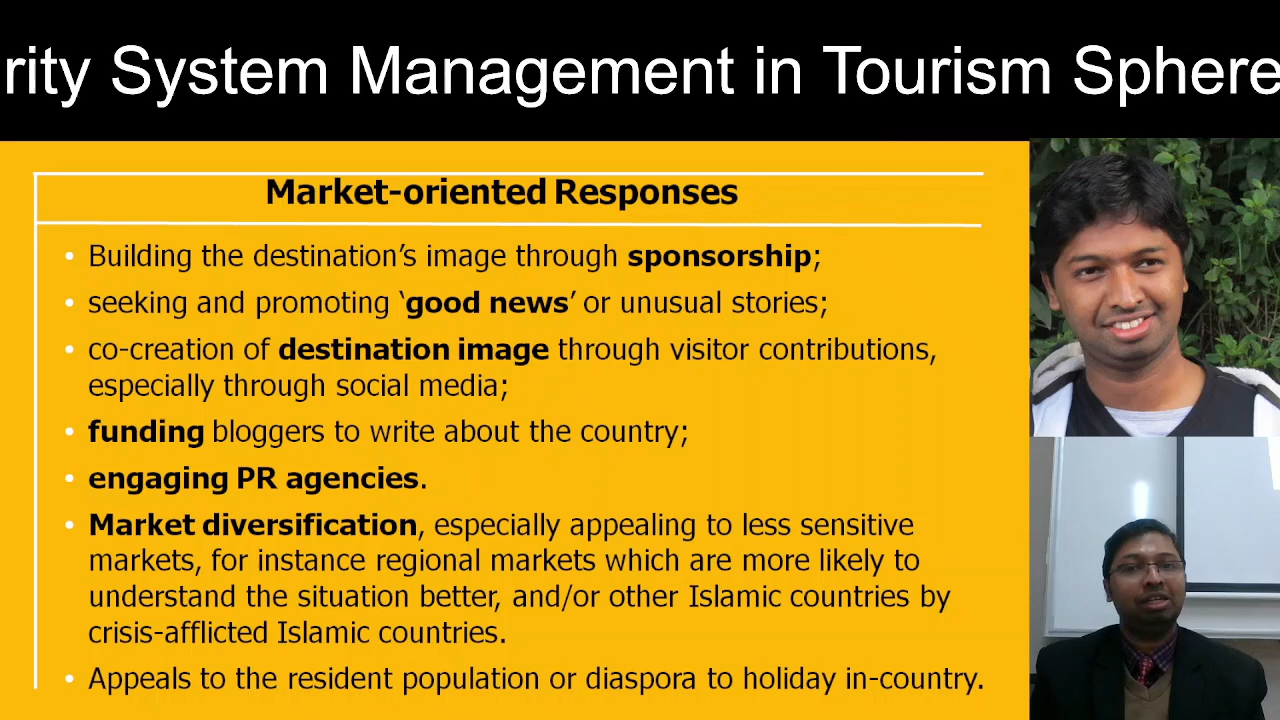 rity System Management in Tourism Sphere
Market-oriented Responses
• Building the destination’s image through sponsorship;
• seeking and promoting ‘good news’ or unusual stories;
• co-creation of destination image through visitor contributions,
especially through social media;
• funding bloggers to write about the country;
• engaging PR agencies.
• Market diversification, especially appealing to less sensitive
markets, for instance regional markets which are more likely to
understand the situation better, and/or other Islamic countries by
crisis-afflicted Islamic countries.
• Appeals to the resident population or diaspora to holiday in-country.